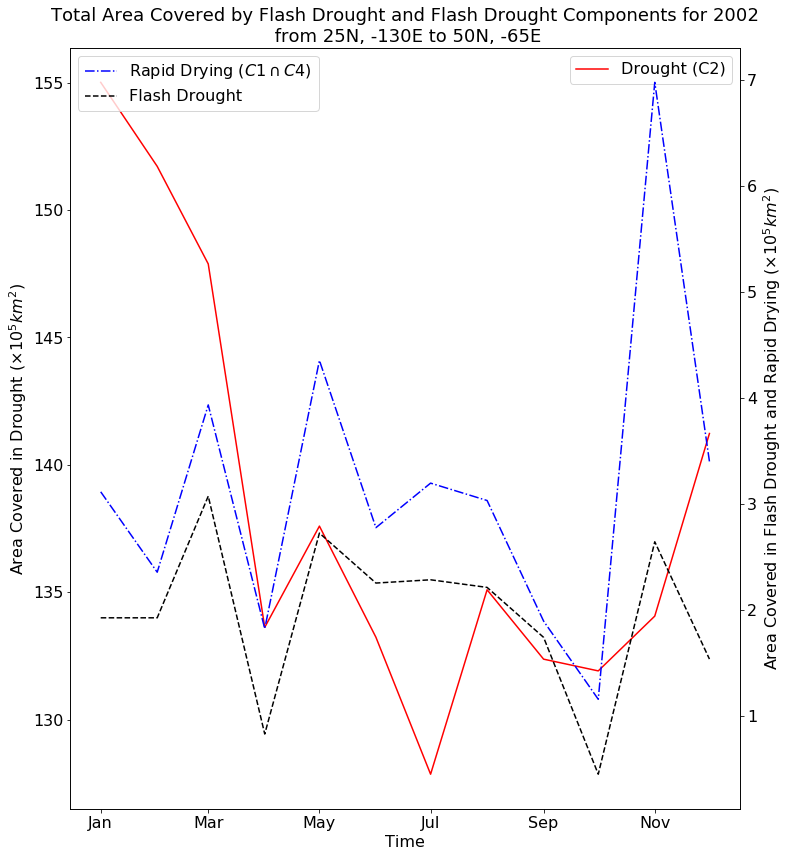 Total Area Covered by Flash Drought and Flash Drought Components for 2002
from 25N, -130E to 50N, -65E
Rapid Drying (C1 ∩ C4)
Flash Drought
Drought (C2)
Area Covered in Drought (×10⁵km²)
155
150
145
140
135
130
7
6
5
4
3
2
1
Area Covered in Flash Drought and Rapid Drying (×10⁵km²)
Jan Mar May Jul Sep Nov
Time